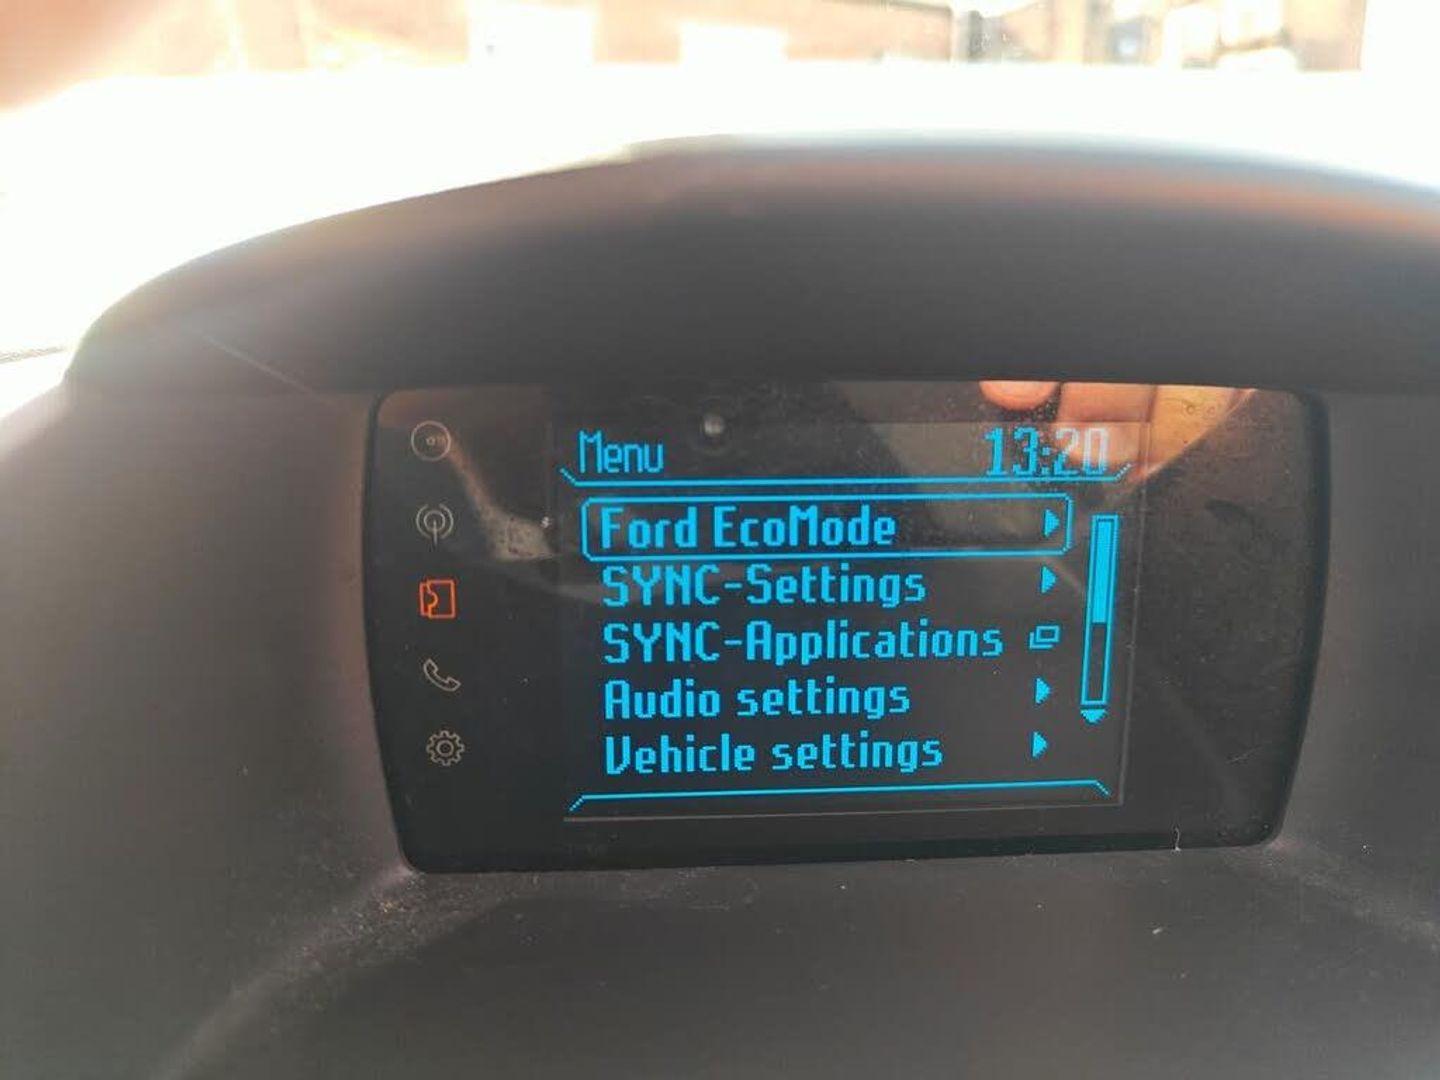 Menu 13:20
Ford EcoMode
SYNC-Settings
SYNC-Applications
Audio settings
Vehicle settings